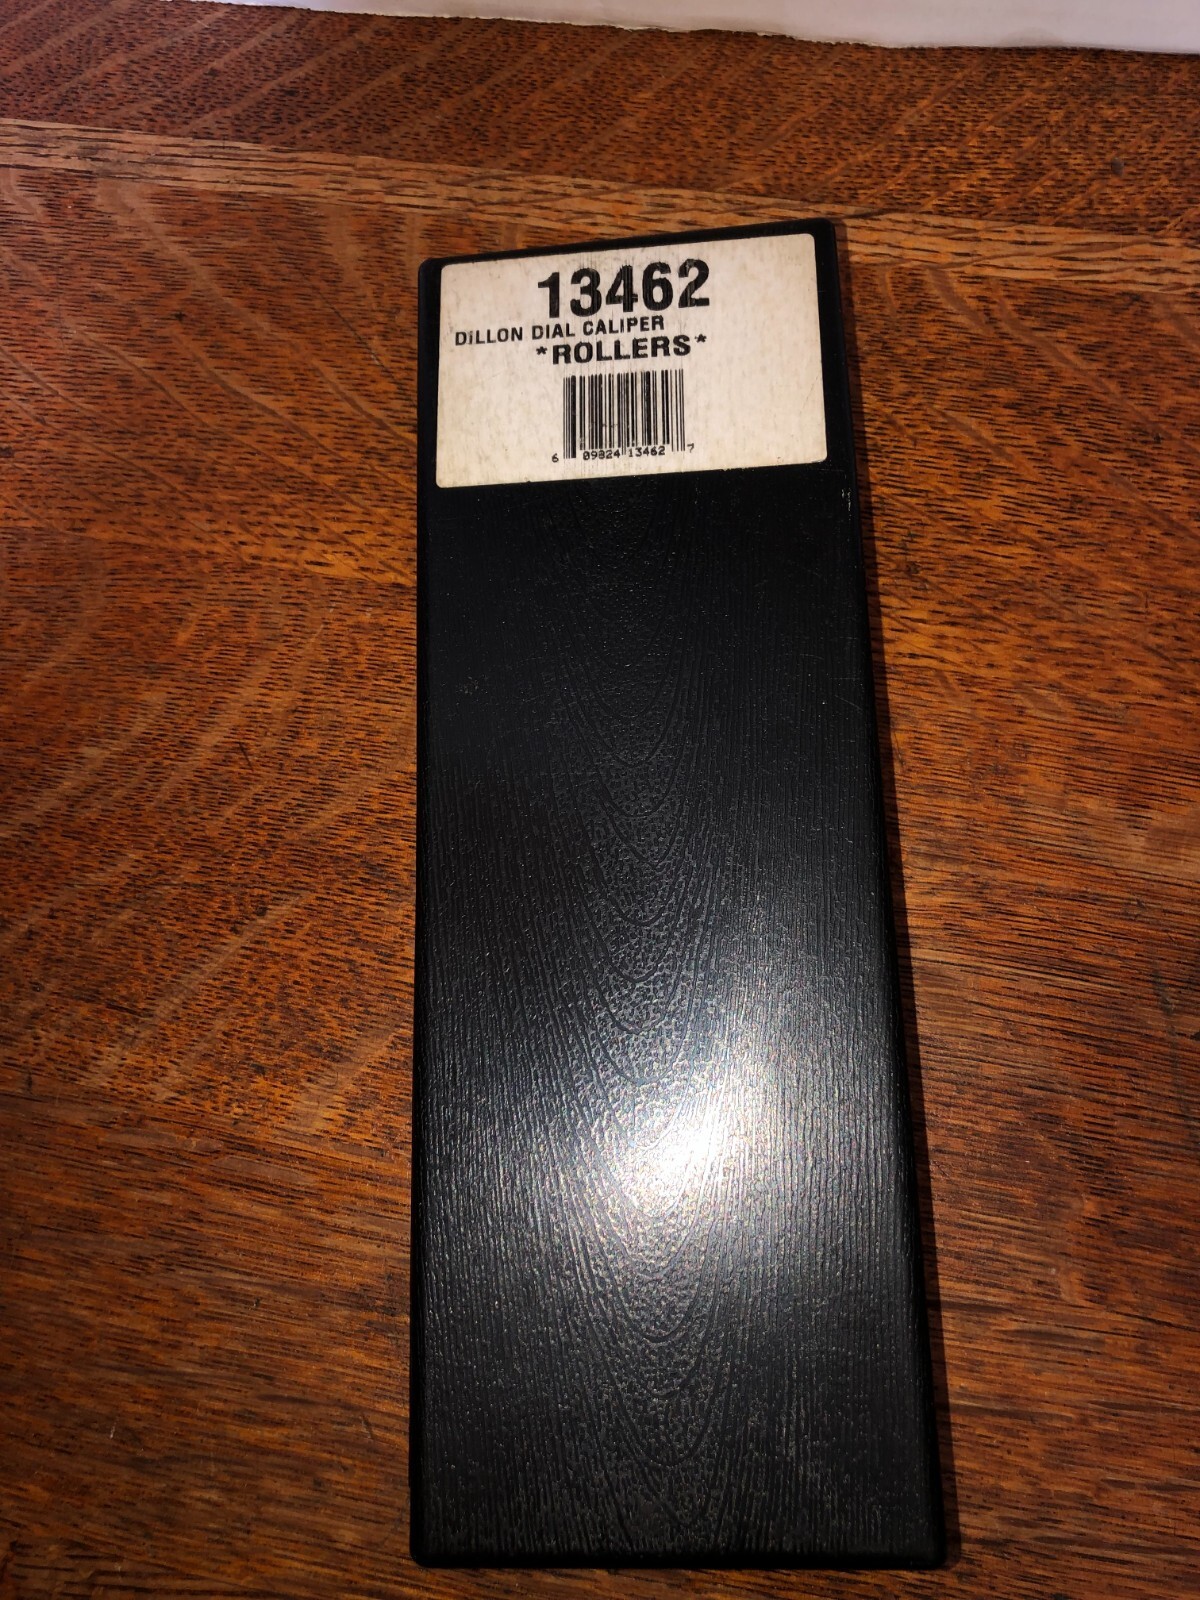 13462
DILLON DIAL CALIPER
*ROLLERS*
6 09824 13462 7